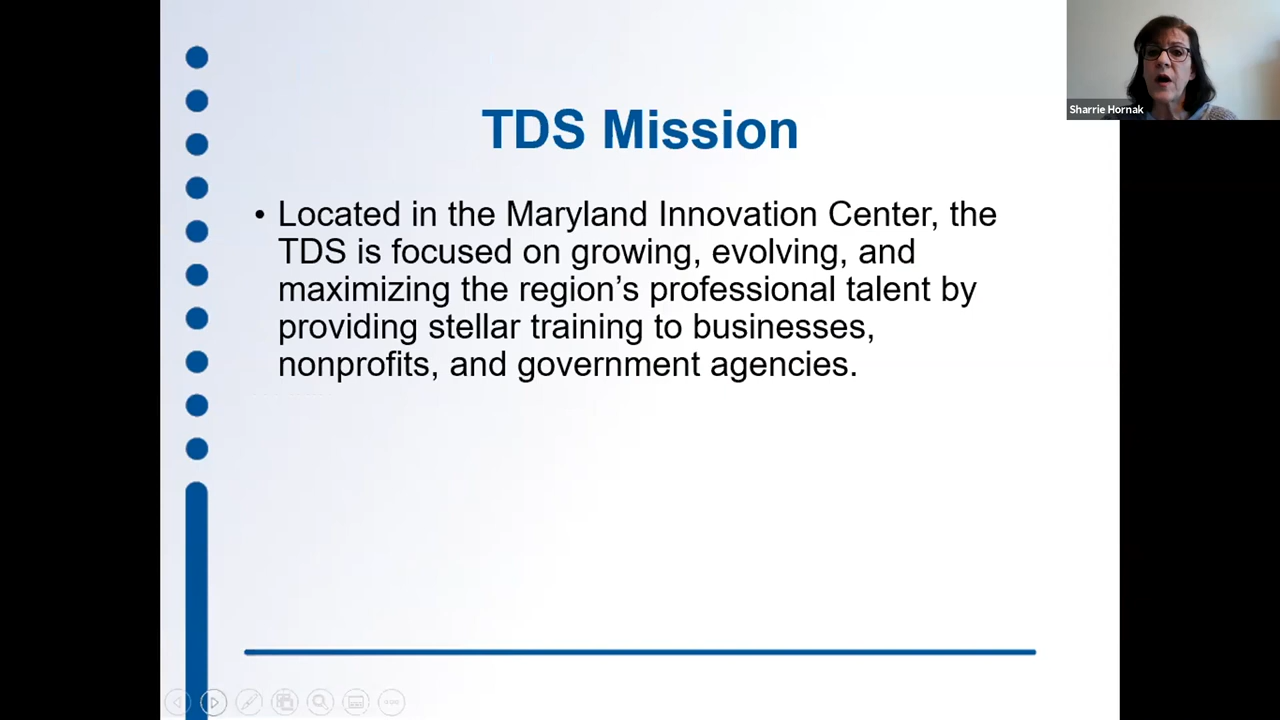 TDS Mission
• Located in the Maryland Innovation Center, the
TDS is focused on growing, evolving, and
maximizing the region’s professional talent by
providing stellar training to businesses,
nonprofits, and government agencies.
Sharrie Hornak